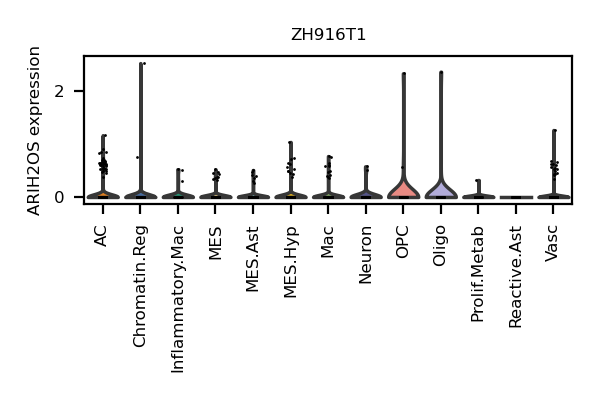 ZH916T1
ARIH2OS expression
2
0
AC
Chromatin.Reg
Inflammatory.Mac
MES
MES.Ast
MES.Hyp
Mac
Neuron
OPC
Oligo
Prolif.Metab
Reactive.Ast
Vasc